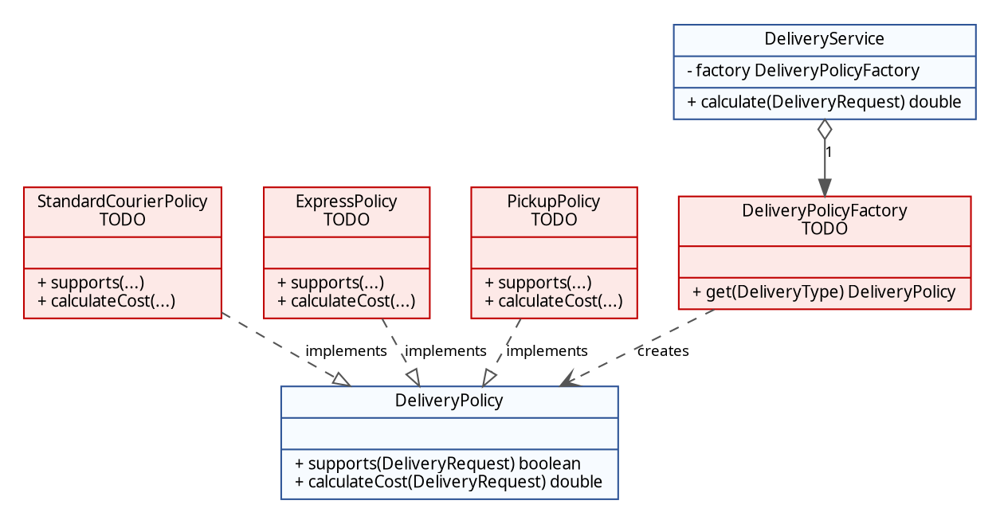 DeliveryService
- factory DeliveryPolicyFactory
+ calculate(DeliveryRequest) double
1
StandardCourierPolicy
TODO
+ supports(...)
+ calculateCost(...)
ExpressPolicy
TODO
+ supports(...)
+ calculateCost(...)
PickupPolicy
TODO
+ supports(...)
+ calculateCost(...)
DeliveryPolicyFactory
TODO
+ get(DeliveryType) DeliveryPolicy
implements
implements
implements
creates
DeliveryPolicy
+ supports(DeliveryRequest) boolean
+ calculateCost(DeliveryRequest) double